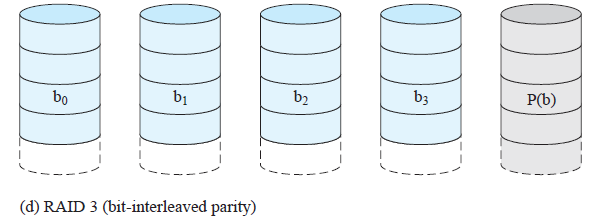 b0 b1 b2 b3 P(b)
(d) RAID 3 (bit-interleaved parity)